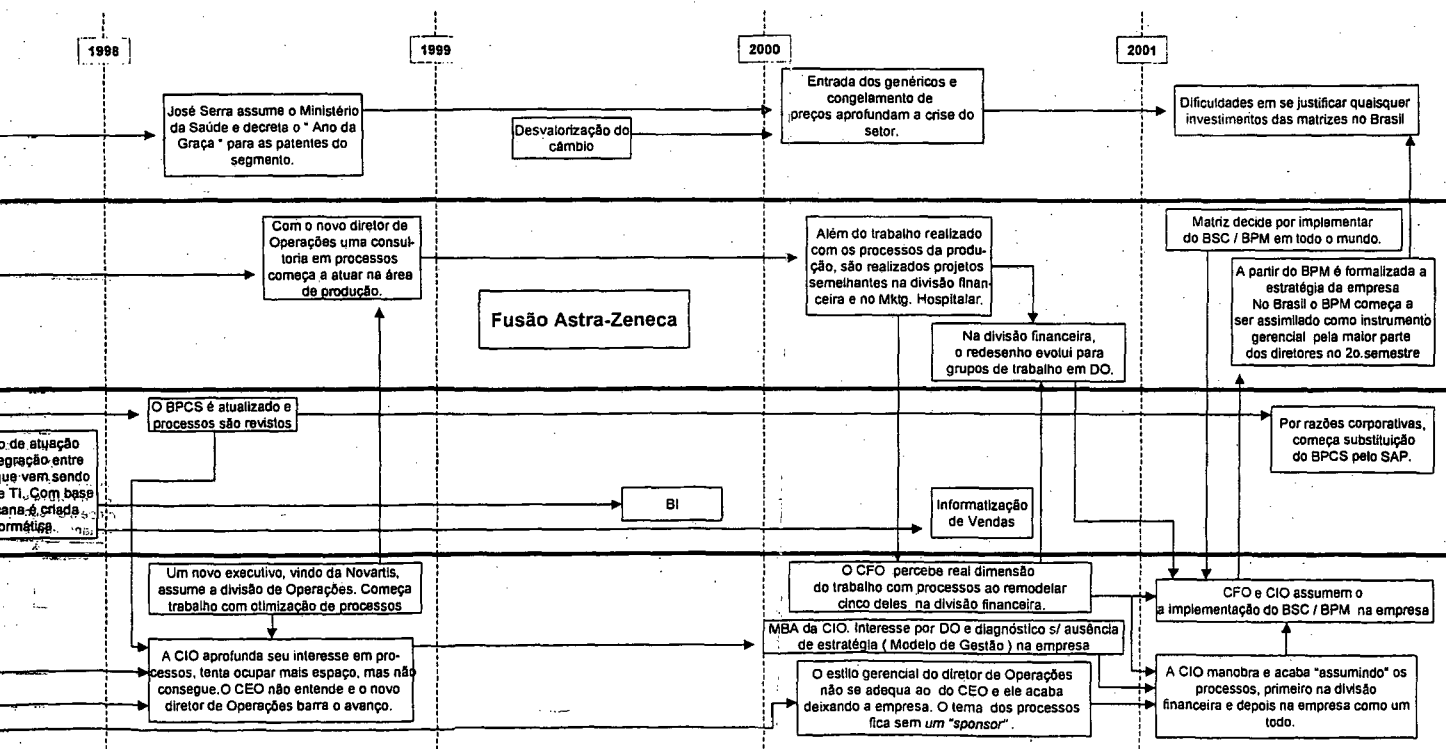 1998
1999
2000
2001
José Serra assume o Ministério
da Saúde e decreta o " Ano da
Graça " para as patentes do
segmento.
Desvalorização do
câmbio
Entrada dos genéricos e
congelamento de
preços aprofundam a crise do
setor.
Dificuldades em se justificar quaisquer
investimentos das matrizes no Brasil
Com o novo diretor de
Operações uma consul-
toria em processos
começa a atuar na área
de produção.
Fusão Astra-Zeneca
Além do trabalho realizado
com os processos da produ-
ção, são realizados projetos
semelhantes na divisão finan-
ceira e no Mktg. Hospitalar.
Na divisão financeira,
o redesenho evolui para
grupos de trabalho em DO.
Matriz decide por implementar
do BSC / BPM em todo o mundo.
A partir do BPM é formalizada a
estratégia da empresa
No Brasil o BPM começa a
ser assimilado como instrumento
gerencial pela maior parte
dos diretores no 2o.semestre
O BPCS é atualizado e
processos são revistos
o de atuação
egração entre
que vem sendo
e TI. Com base
cana é criada
ormática.
BI
Informatização
de Vendas
Por razões corporativas,
começa substituição
do BPCS pelo SAP.
Um novo executivo, vindo da Novartis,
assume a divisão de Operações. Começa
trabalho com otimização de processos
O CFO percebe real dimensão
do trabalho com processos ao remodelar
cinco deles na divisão financeira.
CFO e CIO assumem o
a implementação do BSC / BPM na empresa
A CIO aprofunda seu interesse em pro-
cessos, tenta ocupar mais espaço, mas não
consegue.O CEO não entende e o novo
diretor de Operações barra o avanço.
MBA da CIO. Interesse por DO e diagnóstico s/ ausência
de estratégia ( Modelo de Gestão ) na empresa
O estilo gerencial do diretor de Operações
não se adequa ao do CEO e ele acaba
deixando a empresa. O tema dos processos
fica sem um "sponsor" .
A CIO manobra e acaba "assumindo" os
processos, primeiro na divisão
financeira e depois na empresa como um
todo.